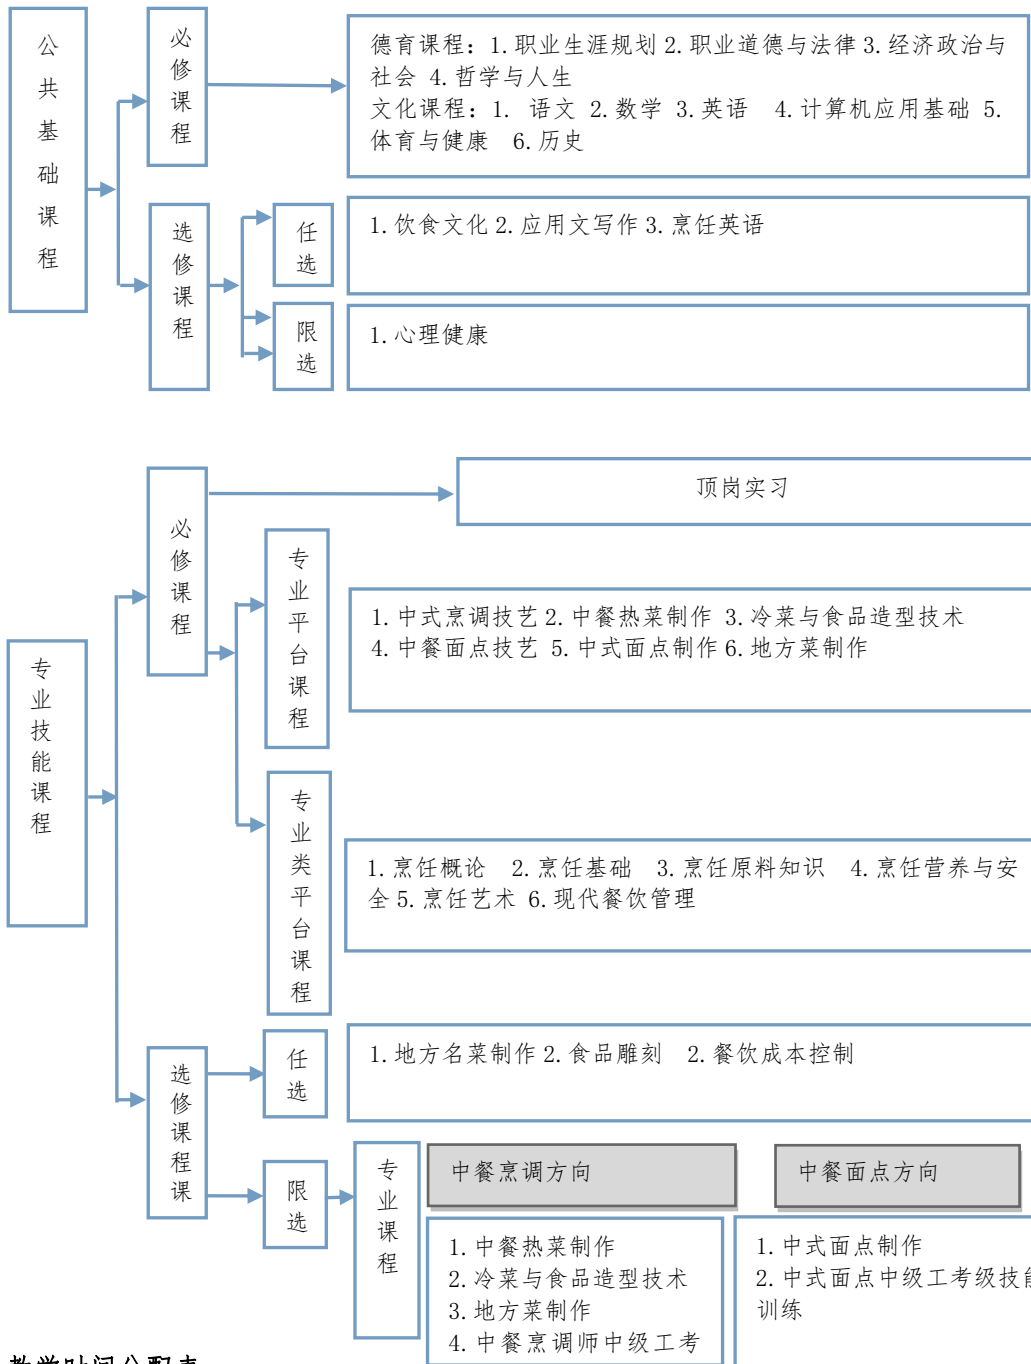 公共基础课程
必修课程
德育课程：1.职业生涯规划 2.职业道德与法律 3.经济政治与
社会 4.哲学与人生
文化课程：1. 语文 2.数学 3.英语 4.计算机应用基础 5.
体育与健康 6.历史
选修课程
任选
1.饮食文化 2.应用文写作 3.烹饪英语
限选
1.心理健康
专业技能课程
必修课程
顶岗实习
专业平台课程
1.中式烹调技艺 2.中餐热菜制作 3.冷菜与食品造型技术
4.中餐面点技艺 5.中式面点制作 6.地方菜制作
专业类平台课程
1.烹饪概论 2.烹饪基础 3.烹饪原料知识 4.烹饪营养与安
全 5.烹饪艺术 6.现代餐饮管理
选修课程课
任选
1.地方名菜制作 2.食品雕刻 2.餐饮成本控制
限选
专业课程
中餐烹调方向
1.中餐热菜制作
2.冷菜与食品造型技术
3.地方菜制作
4.中餐烹调师中级工考
中餐面点方向
1.中式面点制作
2.中式面点中级工考级技能
训练
教学时间分配表